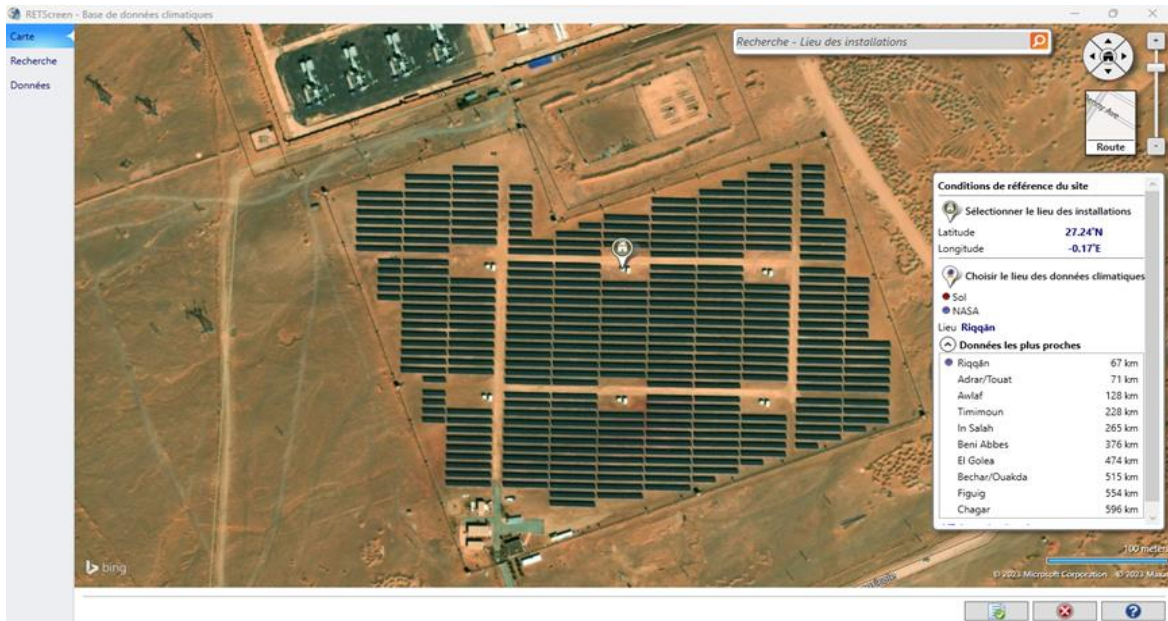 RETScreen - Base de données climatiques
Carte
Recherche
Données
Recherche - Lieu des installations
Route
Conditions de référence du site
Sélectionner le lieu des installations
Latitude 27.24˚N
Longitude -0.17˚E
Choisir le lieu des données climatiques
Sol
NASA
Lieu Riqqān
Données les plus proches
Riqqān 67 km
Adrar/Touat 71 km
Awlaf 128 km
Timimoun 228 km
In Salah 265 km
Beni Abbes 376 km
El Golea 474 km
Bechar/Ouakda 515 km
Figuig 554 km
Chagar 596 km
bing
100 meters
© 2023 Microsoft Corporation © 2023